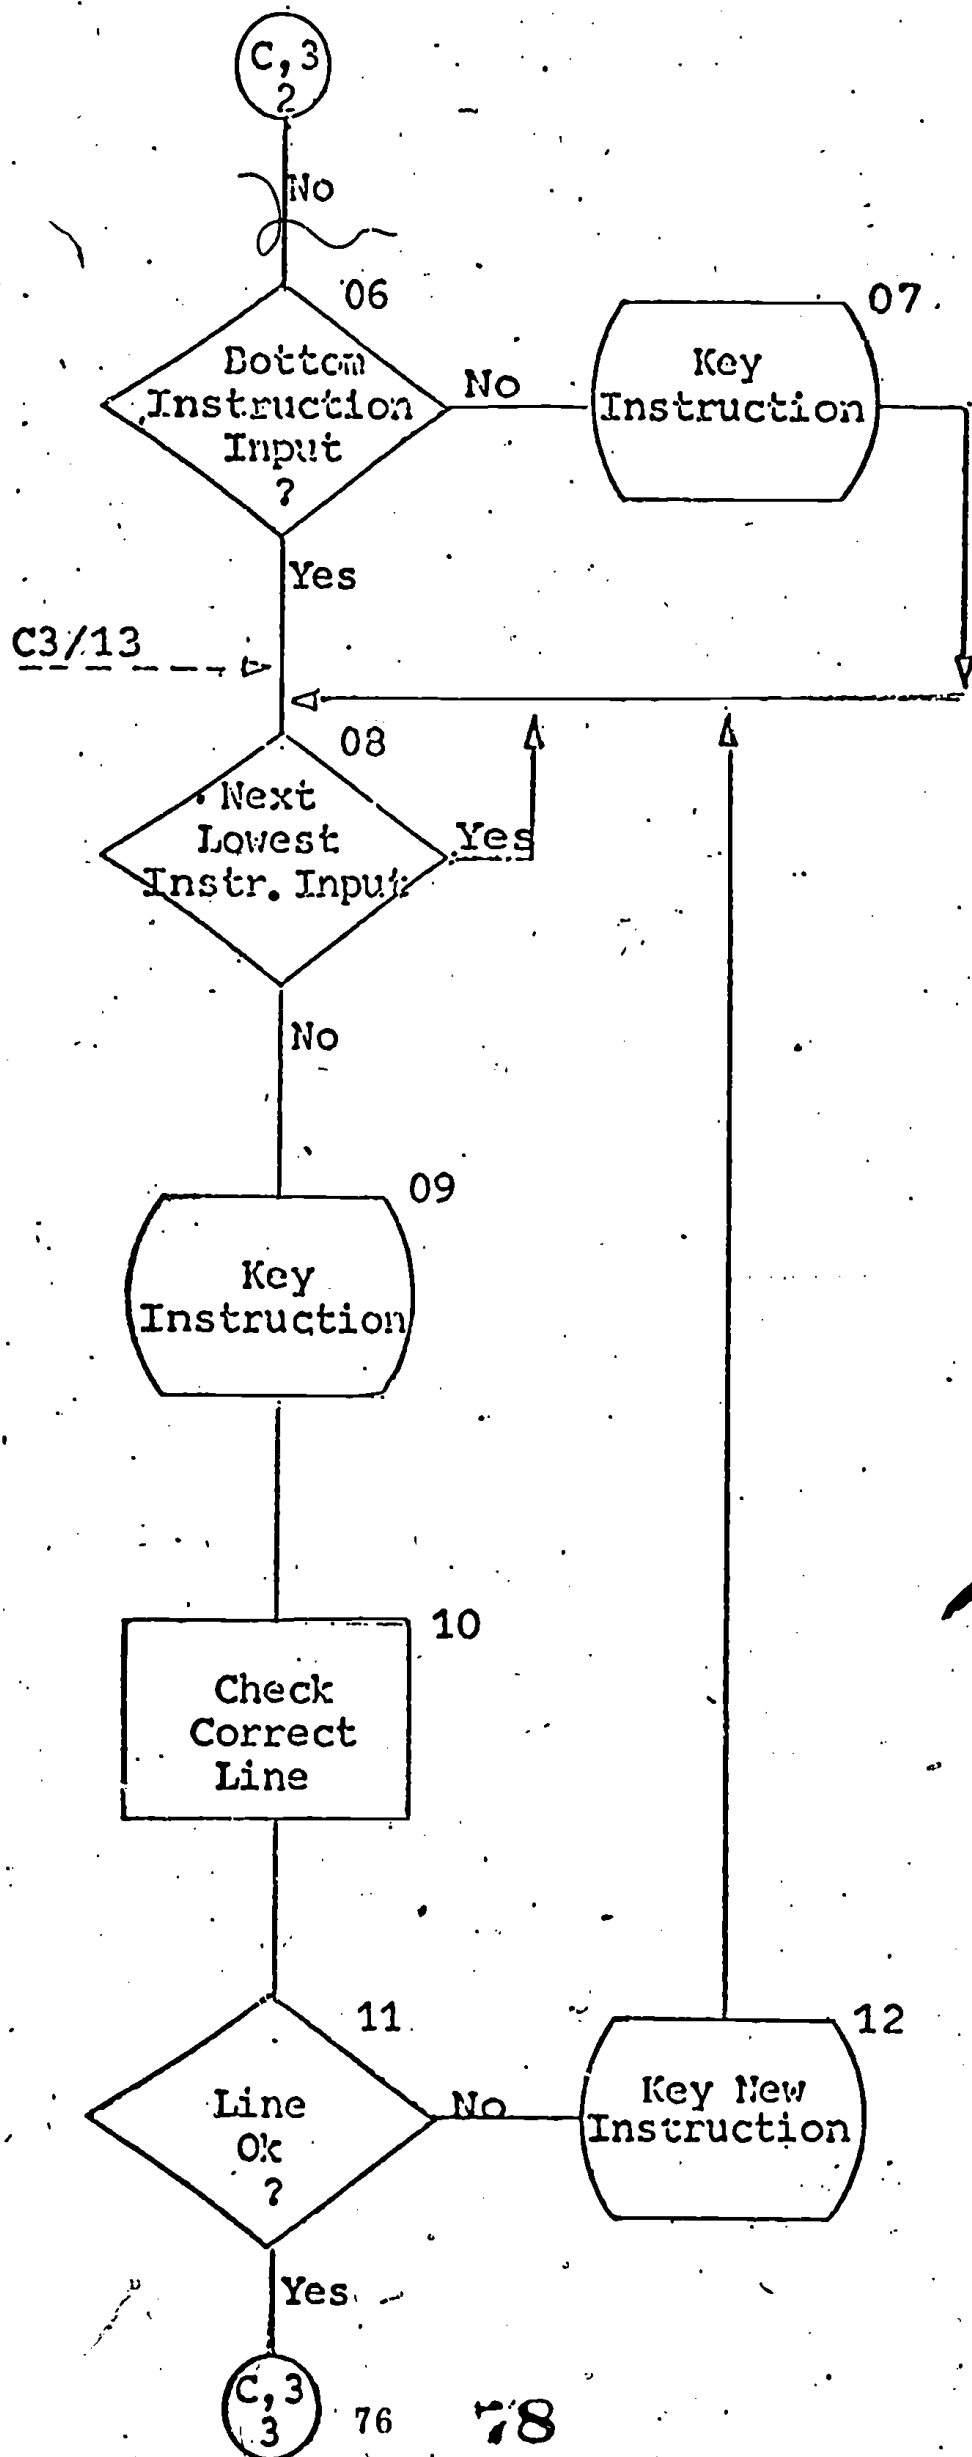 C,3
2
No
06
Bottom
Instruction
Input
?
No
07
Key
Instruction
Yes
C3/13
08
Next
Lowest
Instr. Input
Yes
No
09
Key
Instruction
10
Check
Correct
Line
11
Line
Ok
?
No
12
Key New
Instruction
Yes
C,3
3
76
78